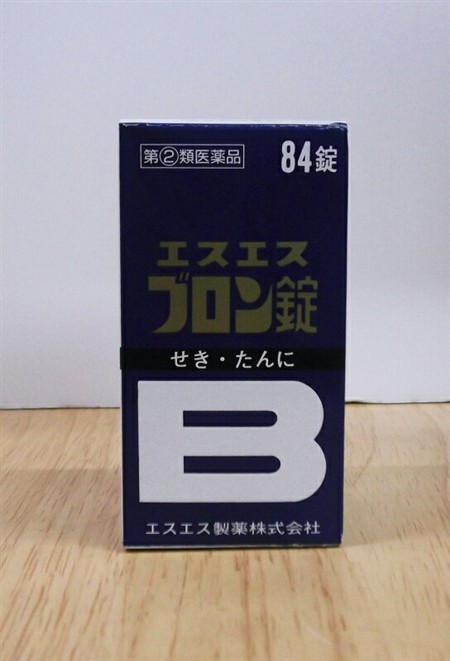 第②類医薬品
84錠
エスエス
ブロン錠
せき・たんに
B
エスエス製薬株式会社